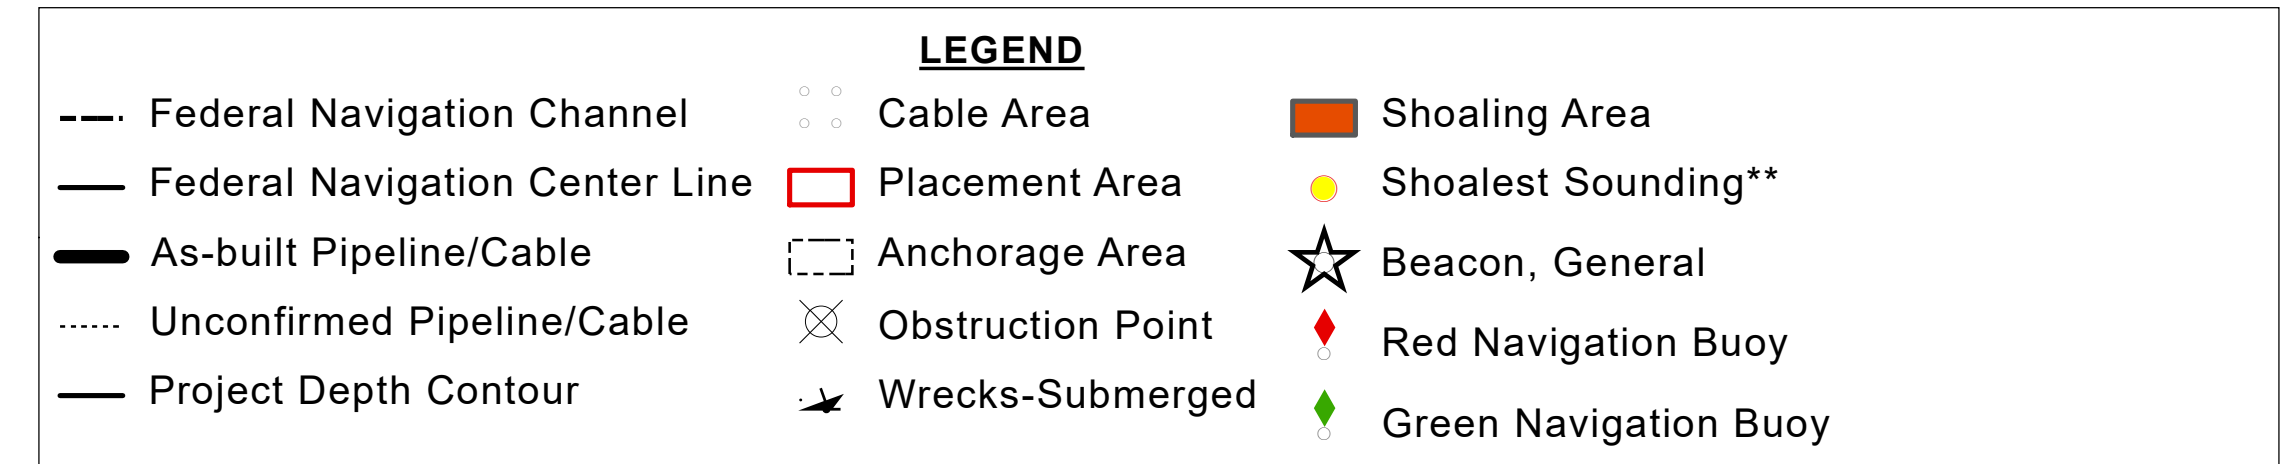 LEGEND
Federal Navigation Channel
Federal Navigation Center Line
As-built Pipeline/Cable
Unconfirmed Pipeline/Cable
Project Depth Contour
Cable Area
Placement Area
Anchorage Area
Obstruction Point
Wrecks-Submerged
Shoaling Area
Shoalest Sounding**
Beacon, General
Red Navigation Buoy
Green Navigation Buoy